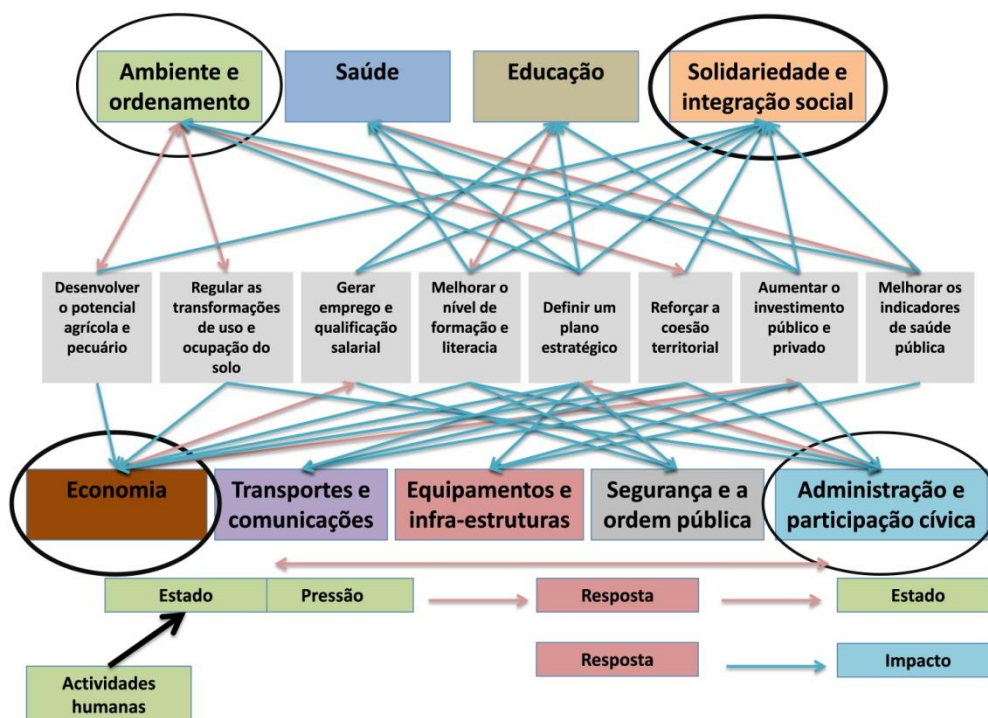 Ambiente e
ordenamento
Saúde
Educação
Solidariedade e
integração social
Desenvolver
o potencial
agrícola e
pecuário
Regular as
transformações
de uso e
ocupação do
solo
Gerar
emprego e
qualificação
salarial
Melhorar o
nível de
formação e
literacia
Definir um
plano
estratégico
Reforçar a
coesão
territorial
Aumentar o
investimento
público e
privado
Melhorar os
indicadores
de saúde
pública
Economia
Transportes e
comunicações
Equipamentos e
infra-estruturas
Segurança e a
ordem pública
Administração e
participação cívica
Estado
Pressão
Resposta
Estado
Resposta
Impacto
Actividades
humanas